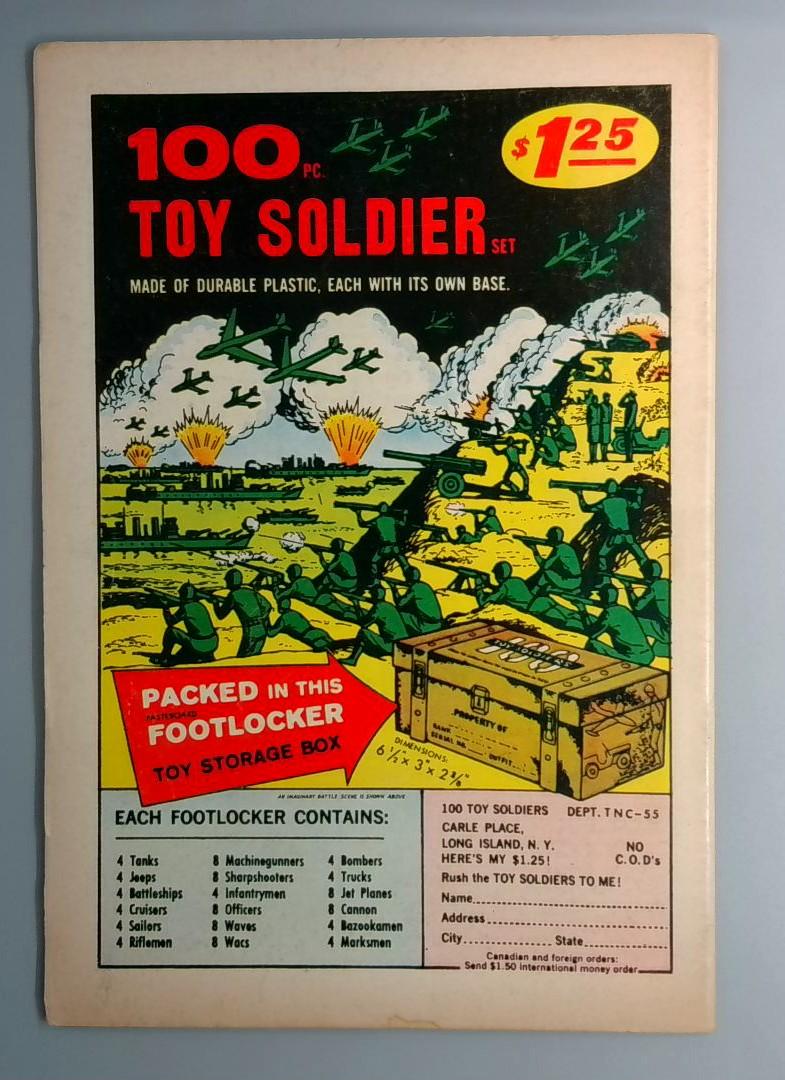 100 PC.
$1.25
TOY SOLDIER SET
MADE OF DURABLE PLASTIC, EACH WITH ITS OWN BASE.
PACKED IN THIS
PASTEBOARD
FOOTLOCKER
TOY STORAGE BOX
100
PROPERTY OF
RANK
SERIAL NO.
OUTFIT
DIMENSIONS:
AN IMAGINARY BATTLE SCENE IS SHOWN ABOVE
EACH FOOTLOCKER CONTAINS:
4 Tanks
4 Jeeps
4 Battleships
4 Cruisers
4 Sailors
4 Riflemen
8 Machinegunners
8 Sharpshooters
4 Infantrymen
8 Officers
8 Waves
8 Wacs
4 Bombers
4 Trucks
8 Jet Planes
8 Cannon
4 Bazookamen
4 Marksmen
100 TOY SOLDIERS DEPT. TNC-55
CARLE PLACE,
LONG ISLAND, N. Y.
HERE'S MY $1.25!
NO
C.O.D's
Rush the TOY SOLDIERS TO ME!
Name
Address
City State
Canadian and foreign orders:
Send $1.50 international money order